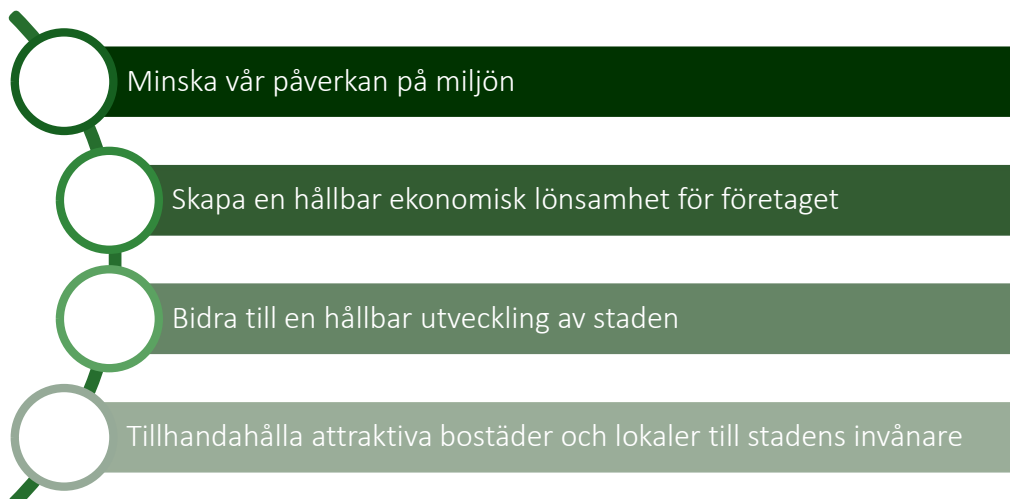 Minska vår påverkan på miljön
Skapa en hållbar ekonomisk lönsamhet för företaget
Bidra till en hållbar utveckling av staden
Tillhandahålla attraktiva bostäder och lokaler till stadens invånare